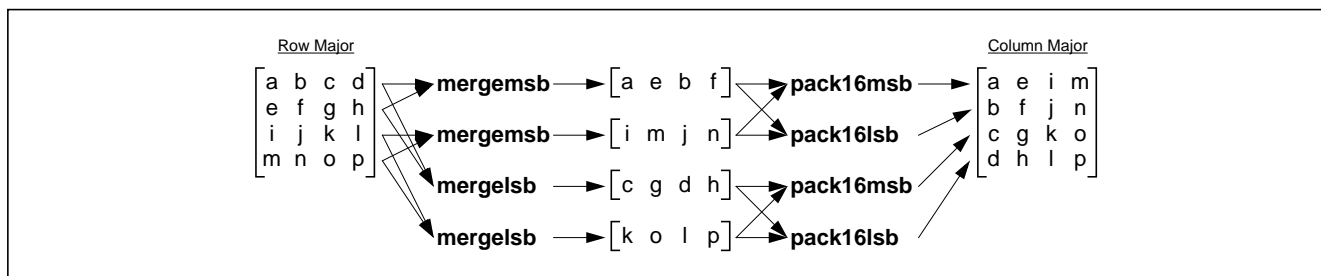 Row Major
Column Major
a b c d
mergemsb
a e b f
pack16msb
a e i m
e f g h
b f j n
i j k l
mergemsb
i m j n
pack16lsb
c g k o
m n o p
d h l p
mergelsb
c g d h
pack16msb
mergelsb
k o l p
pack16lsb